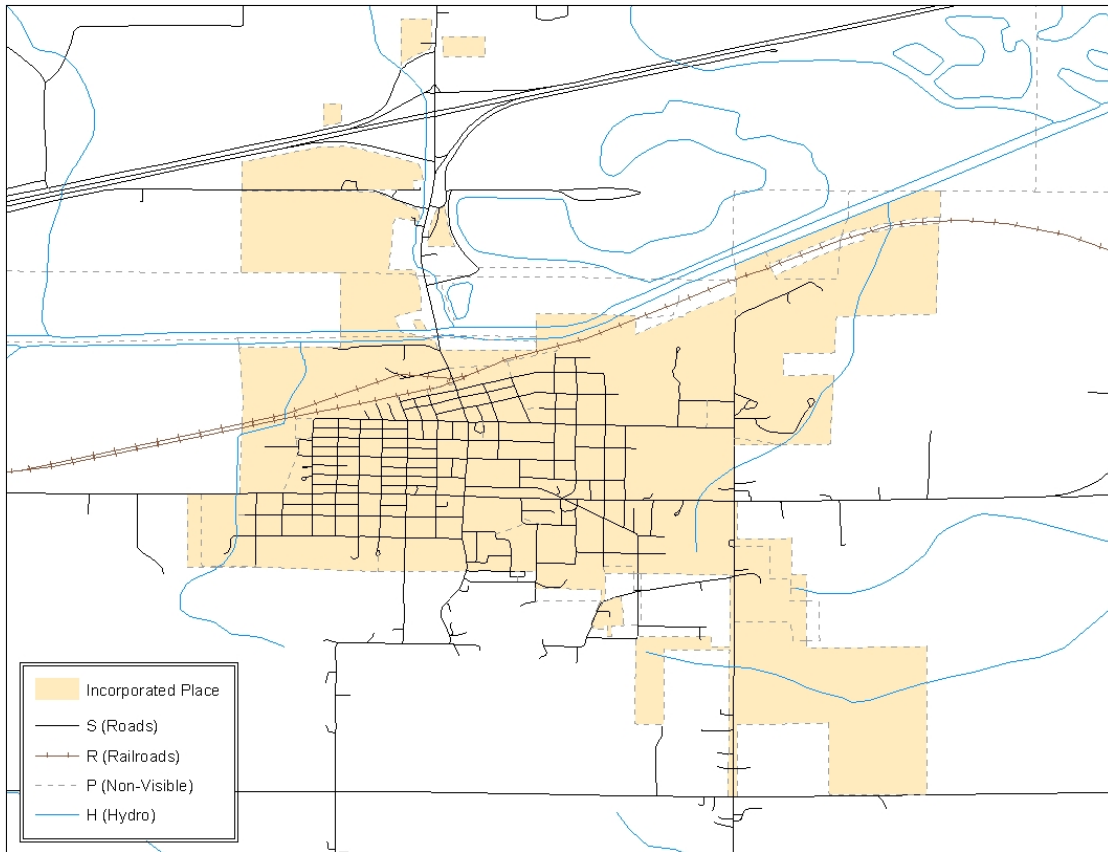 Incorporated Place
S (Roads)
R (Railroads)
P (Non-Visible)
H (Hydro)